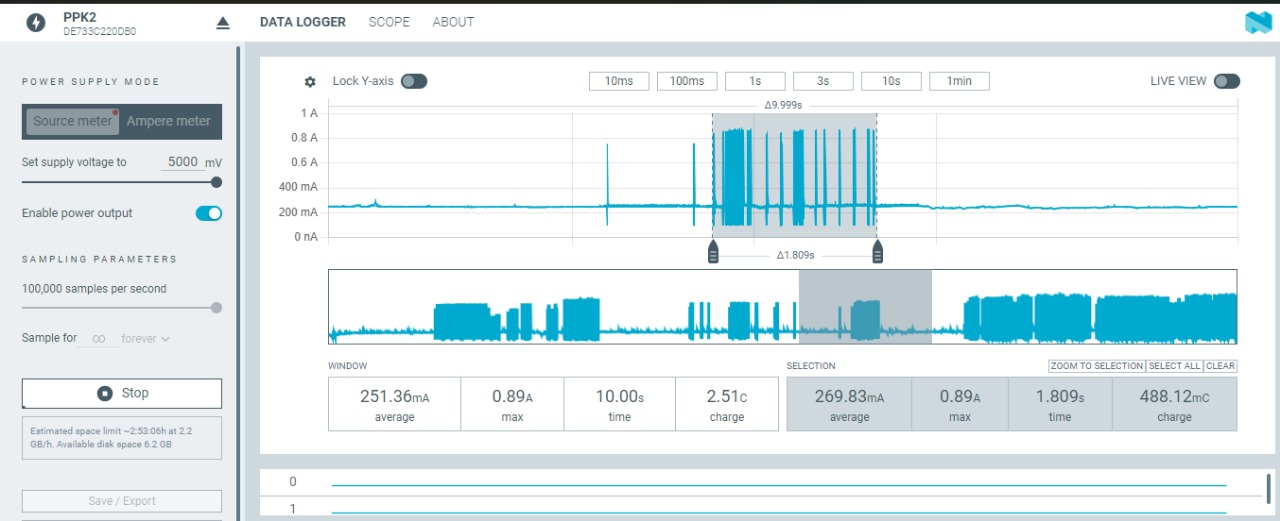 PPK2
DE733C220DB0
DATA LOGGER SCOPE ABOUT
POWER SUPPLY MODE
Source meter Ampere meter
Set supply voltage to 5000 mV
Enable power output
SAMPLING PARAMETERS
100,000 samples per second
Sample for ∞ forever
Stop
Estimated space limit ~2:53:06h at 2.2
GB/h. Available disk space 6.2 GB
Save / Export
Lock Y-axis 10ms 100ms 1s 3s 10s 1min LIVE VIEW
Δ9.999s
1 A
0.8 A
0.6 A
400 mA
200 mA
0 nA
Δ1.809s
WINDOW
251.36mA 0.89A 10.00s 2.51C
average max time charge
SELECTION ZOOM TO SELECTION SELECT ALL CLEAR
269.83mA 0.89A 1.809s 488.12mC
average max time charge
0
1